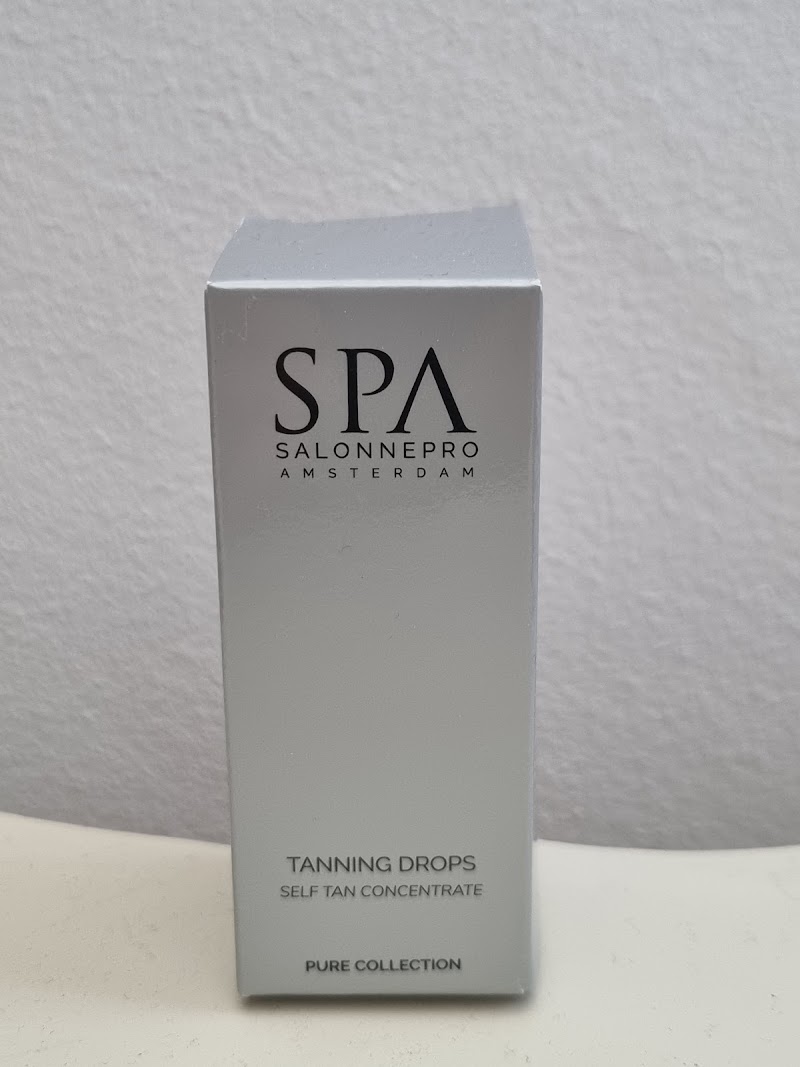 SPA
SALONNEPRO
AMSTERDAM
TANNING DROPS
SELF TAN CONCENTRATE
PURE COLLECTION